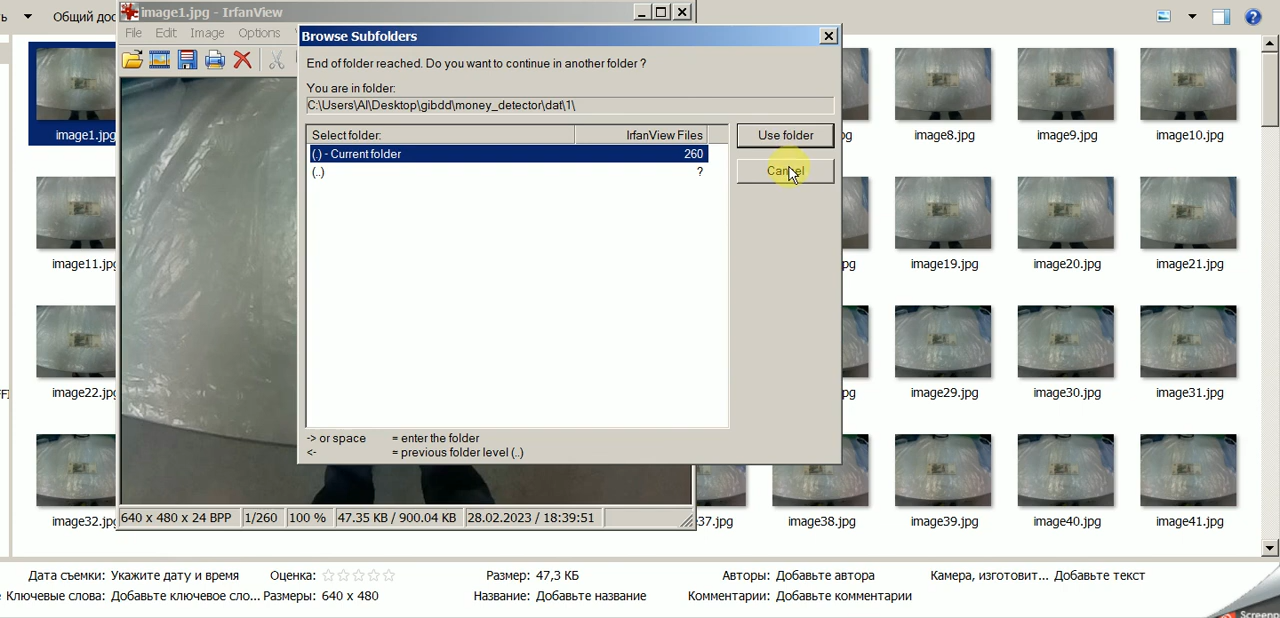 Общий дос
image1.jpg - IrfanView
File Edit Image Options
Browse Subfolders
End of folder reached. Do you want to continue in another folder ?
You are in folder:
C:\Users\Al\Desktop\gibdd\money_detector\dat\1\
Select folder: IrfanView Files
(.) - Current folder 260
(..) ?
Use folder
Cancel
-> or space = enter the folder
<- = previous folder level (..)
640 x 480 x 24 BPP 1/260 100 % 47.35 KB / 900.04 KB 28.02.2023 / 18:39:51
image1.jpg pg image8.jpg image9.jpg image10.jpg
image11.jpg pg image19.jpg image20.jpg image21.jpg
image22.jpg pg image29.jpg image30.jpg image31.jpg
image32.jpg 37.jpg image38.jpg image39.jpg image40.jpg image41.jpg
Дата съемки: Укажите дату и время Оценка: Размер: 47,3 КБ Авторы: Добавьте автора Камера, изготовит... Добавьте текст
Ключевые слова: Добавьте ключевое сло... Размеры: 640 x 480 Название: Добавьте название Комментарии: Добавьте комментарии